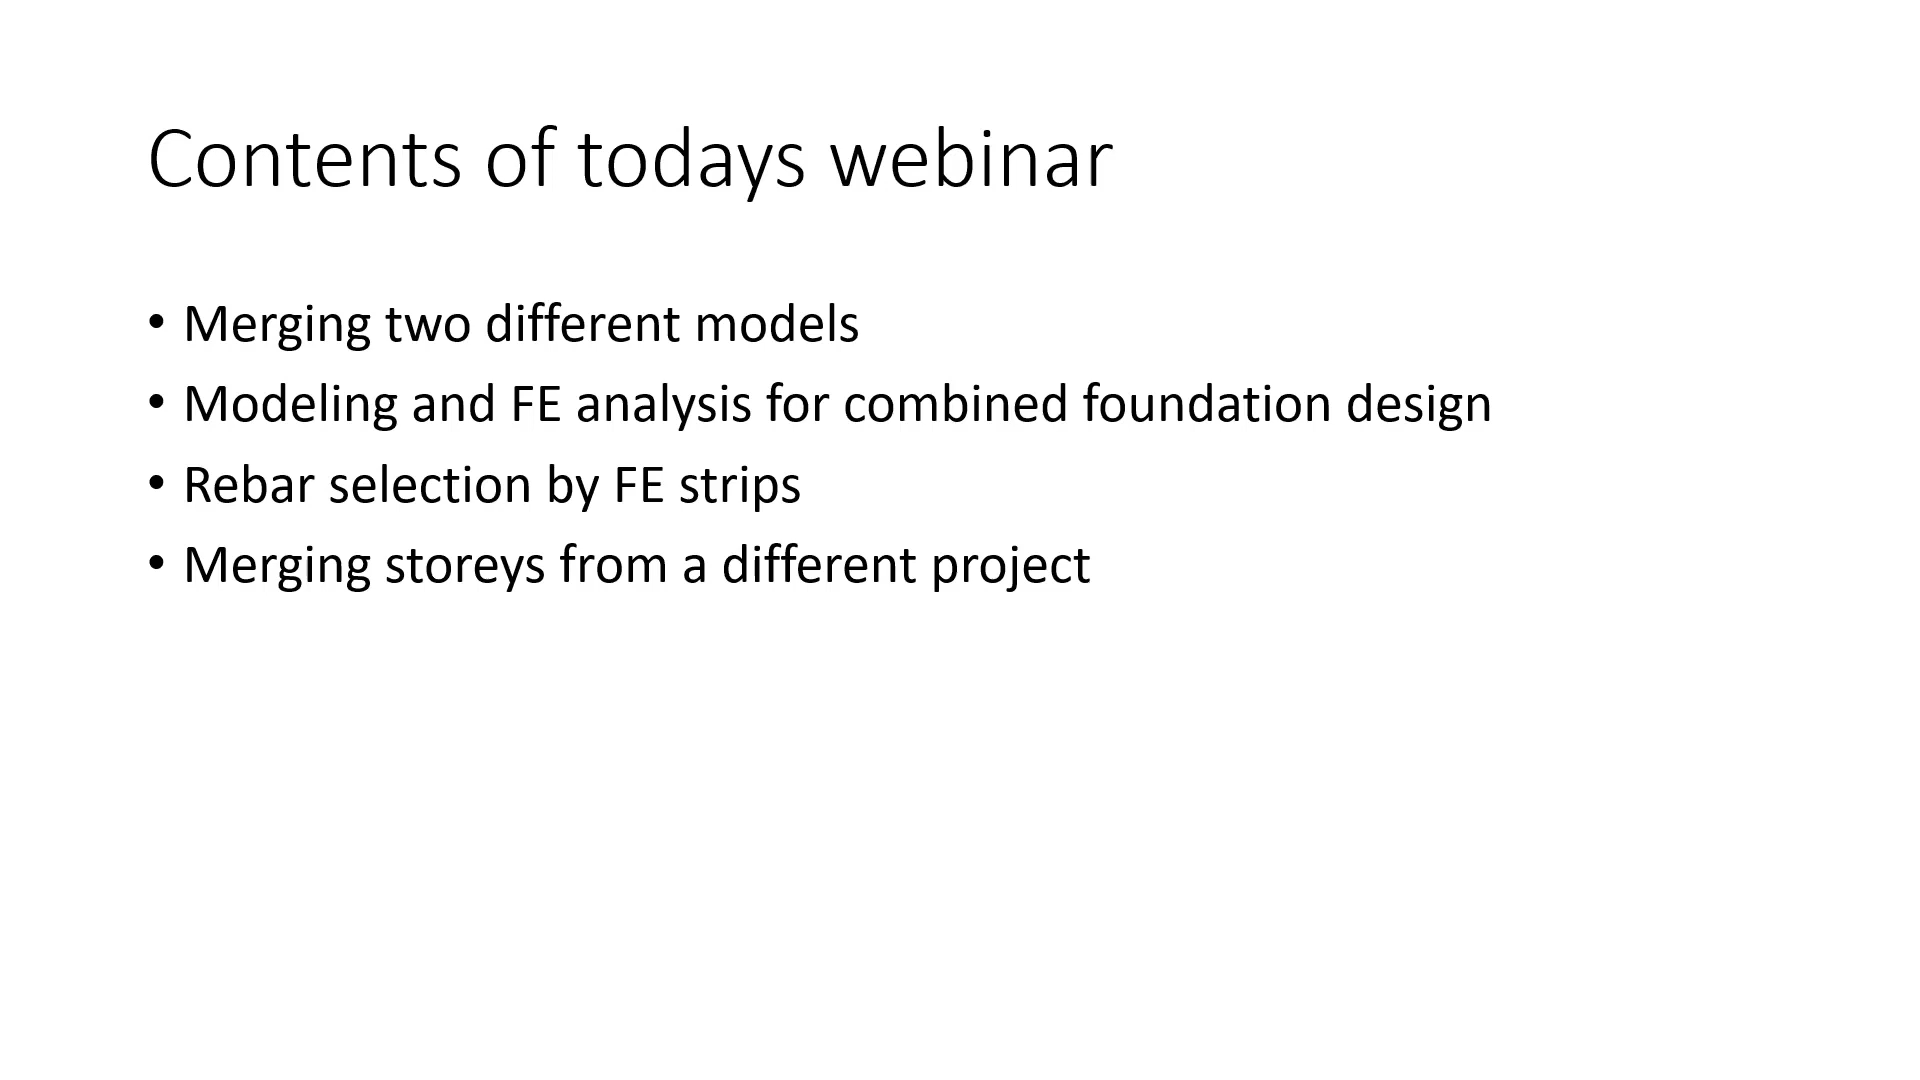 Contents of todays webinar
• Merging two different models
• Modeling and FE analysis for combined foundation design
• Rebar selection by FE strips
• Merging storeys from a different project